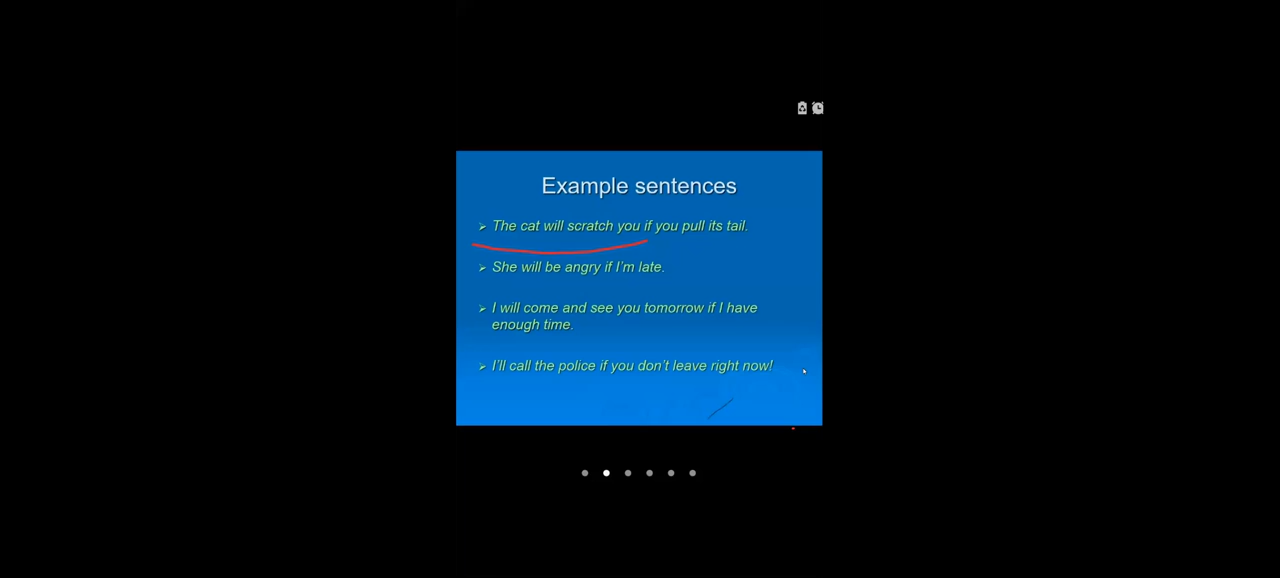 Example sentences
The cat will scratch you if you pull its tail.
She will be angry if I'm late.
I will come and see you tomorrow if I have
enough time.
I'll call the police if you don't leave right now!